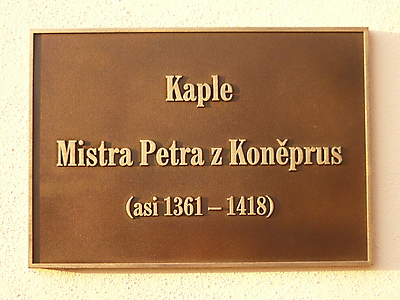 Kaple
Mistra Petra z Koněprus
(asi 1361 – 1418)